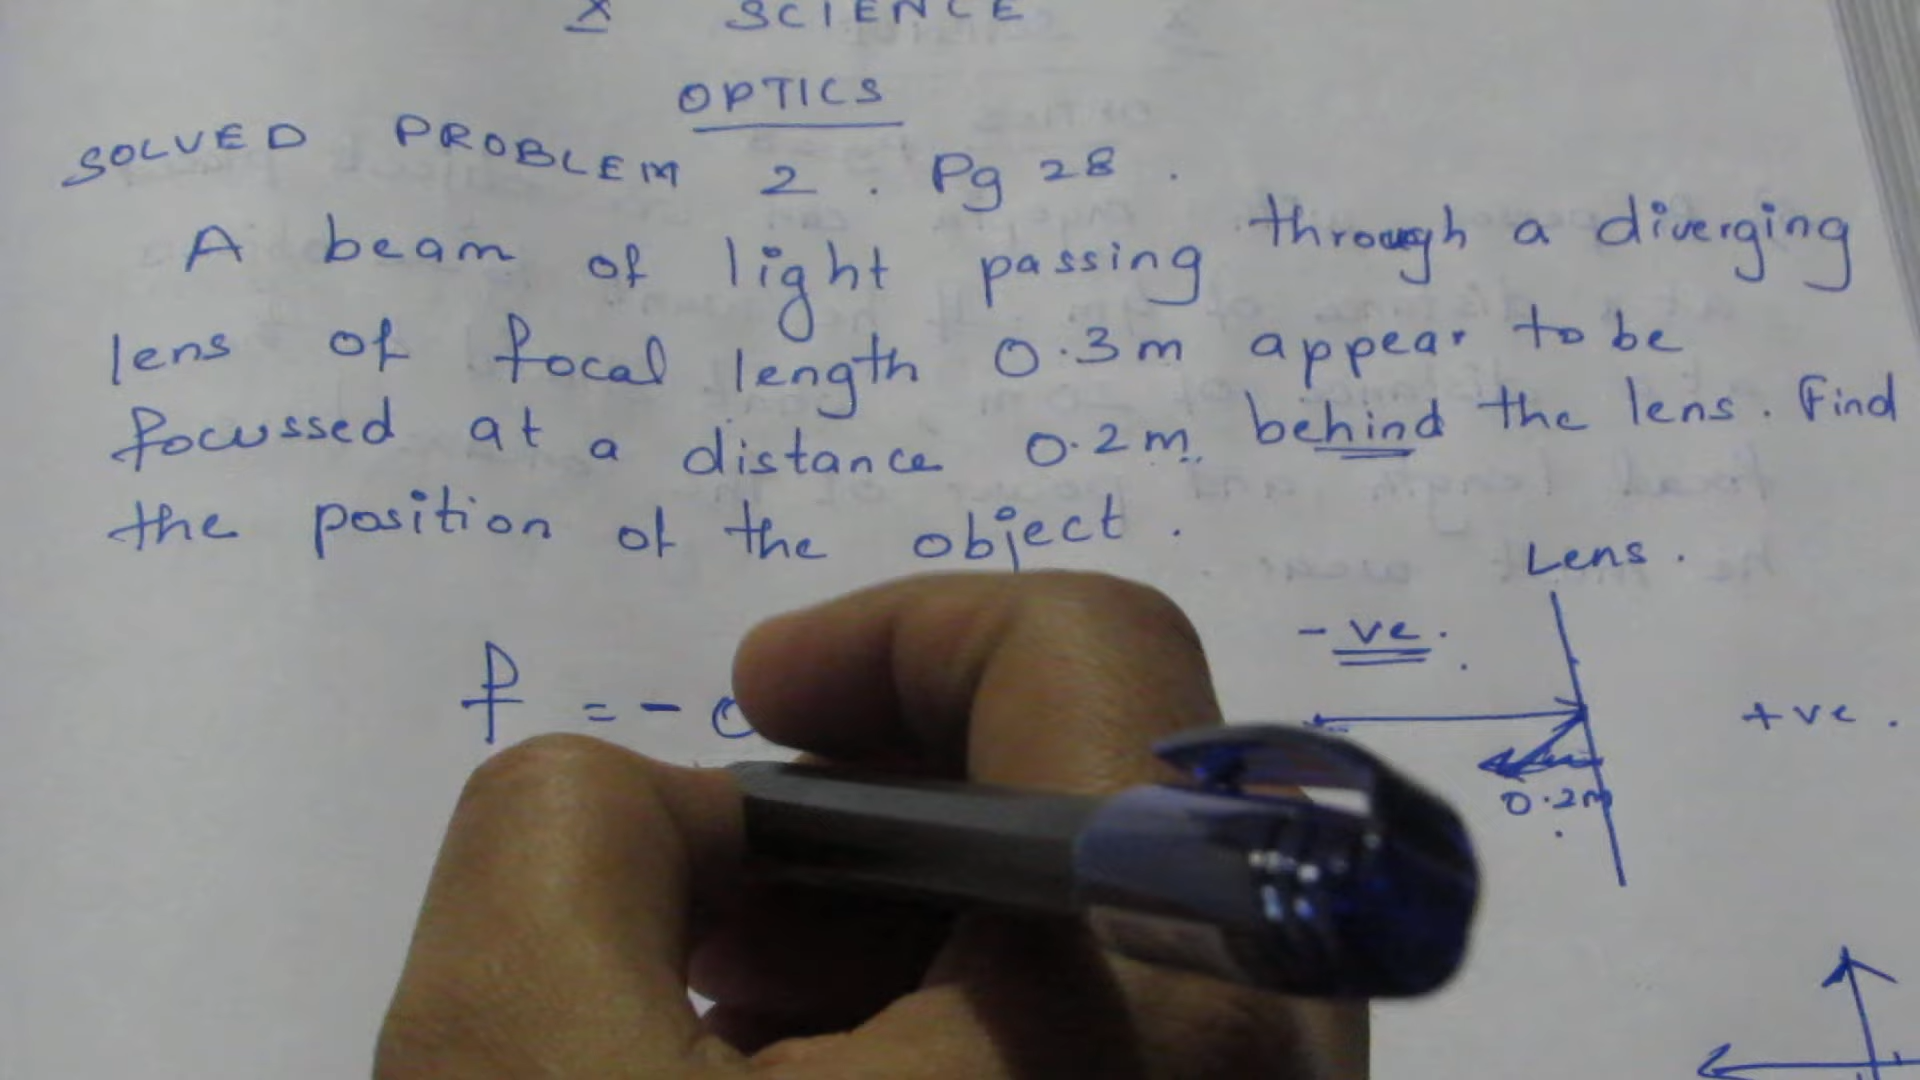 X SCIENCE
OPTICS
SOLVED PROBLEM 2. Pg 28.
A beam of light passing through a diverging
lens of focal length 0.3m appear to be
focussed at a distance 0.2m behind the lens. Find
the position of the object.
Lens.
-ve.
f = -
+ve.
0.2m